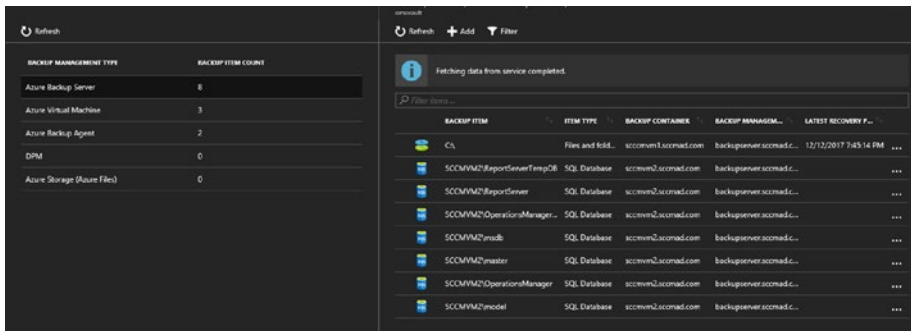 Refresh
BACKUP MANAGEMENT TYPE BACKUP ITEM COUNT
Azure Backup Server 8
Azure Virtual Machine 3
Azure Backup Agent 2
DPM 0
Azure Storage (Azure Files) 0
omsvault
Refresh Add Filter
Fetching data from service completed.
Filter items ...
BACKUP ITEM ITEM TYPE BACKUP CONTAINER BACKUP MANAGEM... LATEST RECOVERY P...
C:\ Files and fold... sccmvm1.sccmad.com backupserver.sccmad.c... 12/12/2017 7:45:14 PM ...
SCCMVM2\ReportServerTempDB SQL Database sccmvm2.sccmad.com backupserver.sccmad.c... ...
SCCMVM2\ReportServer SQL Database sccmvm2.sccmad.com backupserver.sccmad.c... ...
SCCMVM2\OperationsManager... SQL Database sccmvm2.sccmad.com backupserver.sccmad.c... ...
SCCMVM2\msdb SQL Database sccmvm2.sccmad.com backupserver.sccmad.c... ...
SCCMVM2\master SQL Database sccmvm2.sccmad.com backupserver.sccmad.c... ...
SCCMVM2\OperationsManager SQL Database sccmvm2.sccmad.com backupserver.sccmad.c... ...
SCCMVM2\model SQL Database sccmvm2.sccmad.com backupserver.sccmad.c... ...